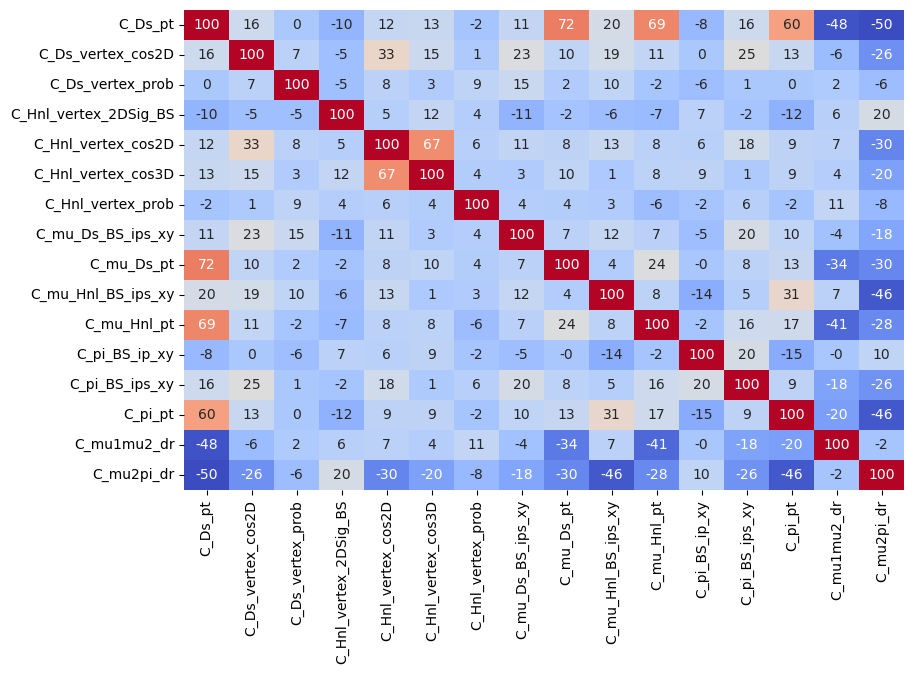 C_Ds_pt 100 16 0 -10 12 13 -2 11 72 20 69 -8 16 60 -48 -50
C_Ds_vertex_cos2D 16 100 7 -5 33 15 1 23 10 19 11 0 25 13 -6 -26
C_Ds_vertex_prob 0 7 100 -5 8 3 9 15 2 10 -2 -6 1 0 2 -6
C_Hnl_vertex_2DSig_BS -10 -5 -5 100 5 12 4 -11 -2 -6 -7 7 -2 -12 6 20
C_Hnl_vertex_cos2D 12 33 8 5 100 67 6 11 8 13 8 6 18 9 7 -30
C_Hnl_vertex_cos3D 13 15 3 12 67 100 4 3 10 1 8 9 1 9 4 -20
C_Hnl_vertex_prob -2 1 9 4 6 4 100 4 4 3 -6 -2 6 -2 11 -8
C_mu_Ds_BS_ips_xy 11 23 15 -11 11 3 4 100 7 12 7 -5 20 10 -4 -18
C_mu_Ds_pt 72 10 2 -2 8 10 4 7 100 4 24 -0 8 13 -34 -30
C_mu_Hnl_BS_ips_xy 20 19 10 -6 13 1 3 12 4 100 8 -14 5 31 7 -46
C_mu_Hnl_pt 69 11 -2 -7 8 8 -6 7 24 8 100 -2 16 17 -41 -28
C_pi_BS_ip_xy -8 0 -6 7 6 9 -2 -5 -0 -14 -2 100 20 -15 -0 10
C_pi_BS_ips_xy 16 25 1 -2 18 1 6 20 8 5 16 20 100 9 -18 -26
C_pi_pt 60 13 0 -12 9 9 -2 10 13 31 17 -15 9 100 -20 -46
C_mu1mu2_dr -48 -6 2 6 7 4 11 -4 -34 7 -41 -0 -18 -20 100 -2
C_mu2pi_dr -50 -26 -6 20 -30 -20 -8 -18 -30 -46 -28 10 -26 -46 -2 100
C_Ds_pt
C_Ds_vertex_cos2D
C_Ds_vertex_prob
C_Hnl_vertex_2DSig_BS
C_Hnl_vertex_cos2D
C_Hnl_vertex_cos3D
C_Hnl_vertex_prob
C_mu_Ds_BS_ips_xy
C_mu_Ds_pt
C_mu_Hnl_BS_ips_xy
C_mu_Hnl_pt
C_pi_BS_ip_xy
C_pi_BS_ips_xy
C_pi_pt
C_mu1mu2_dr
C_mu2pi_dr